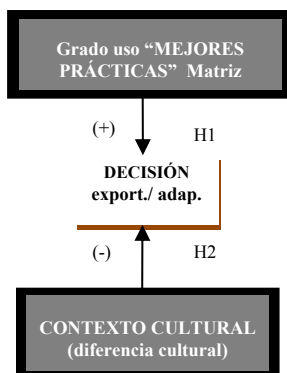 Grado uso “MEJORES
PRÁCTICAS” Matriz
(+)
H1
DECISIÓN
export./ adap.
(-)
H2
CONTEXTO CULTURAL
(diferencia cultural)